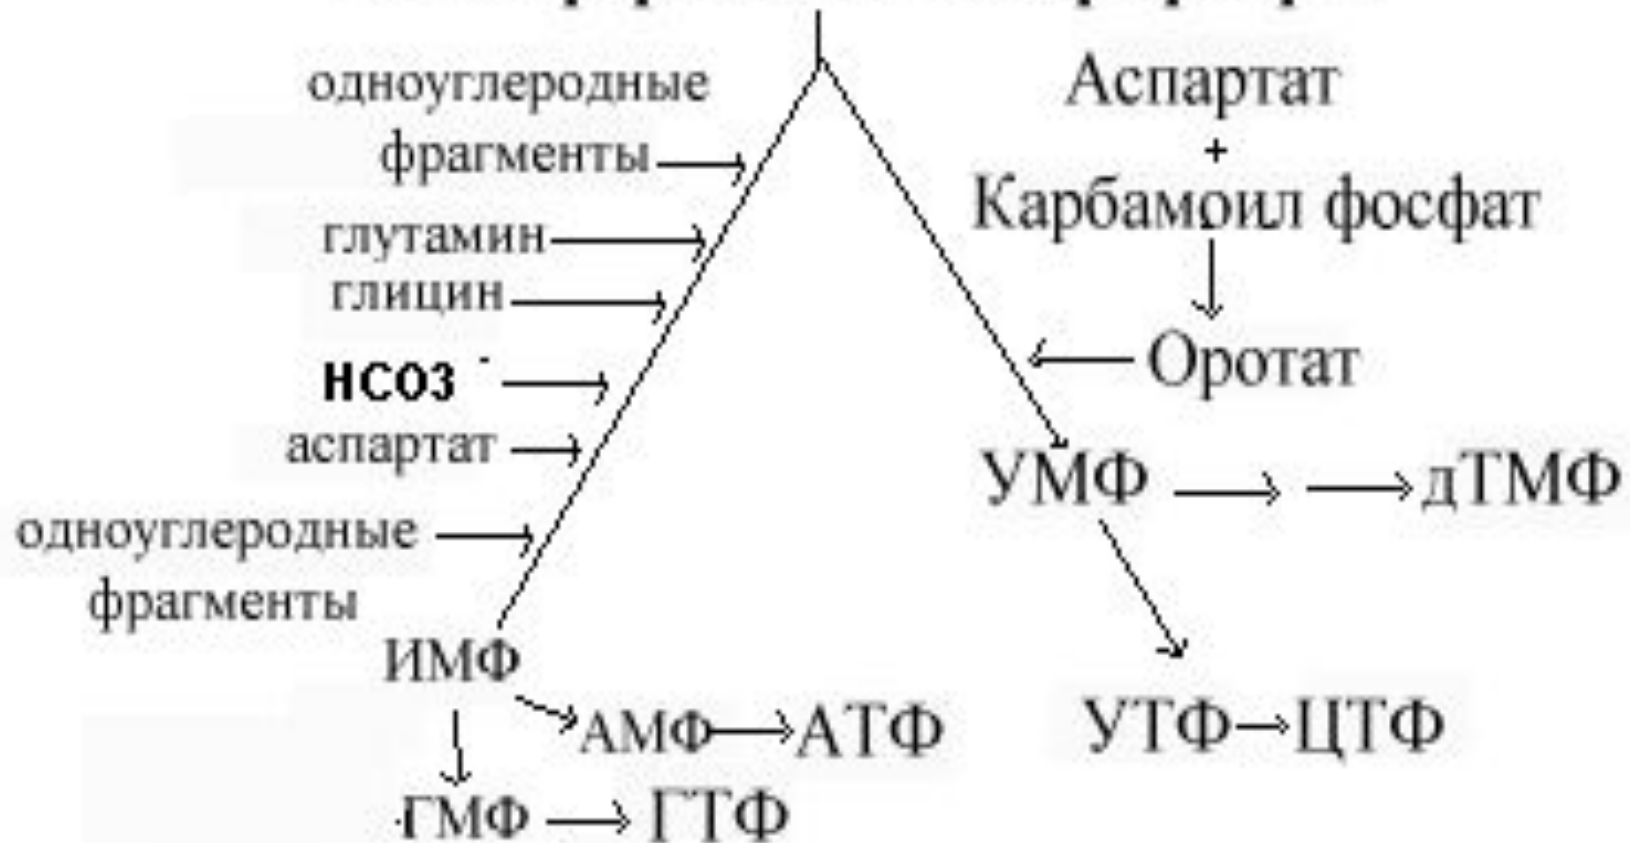 одноуглеродные
фрагменты
глутамин
глицин
НСО3 -
аспартат
одноуглеродные
фрагменты
ИМФ
АМФ АТФ
ГМФ ГТФ
Аспартат
+
Карбамоил фосфат
Оротат
УМФ дТМФ
УТФ ЦТФ